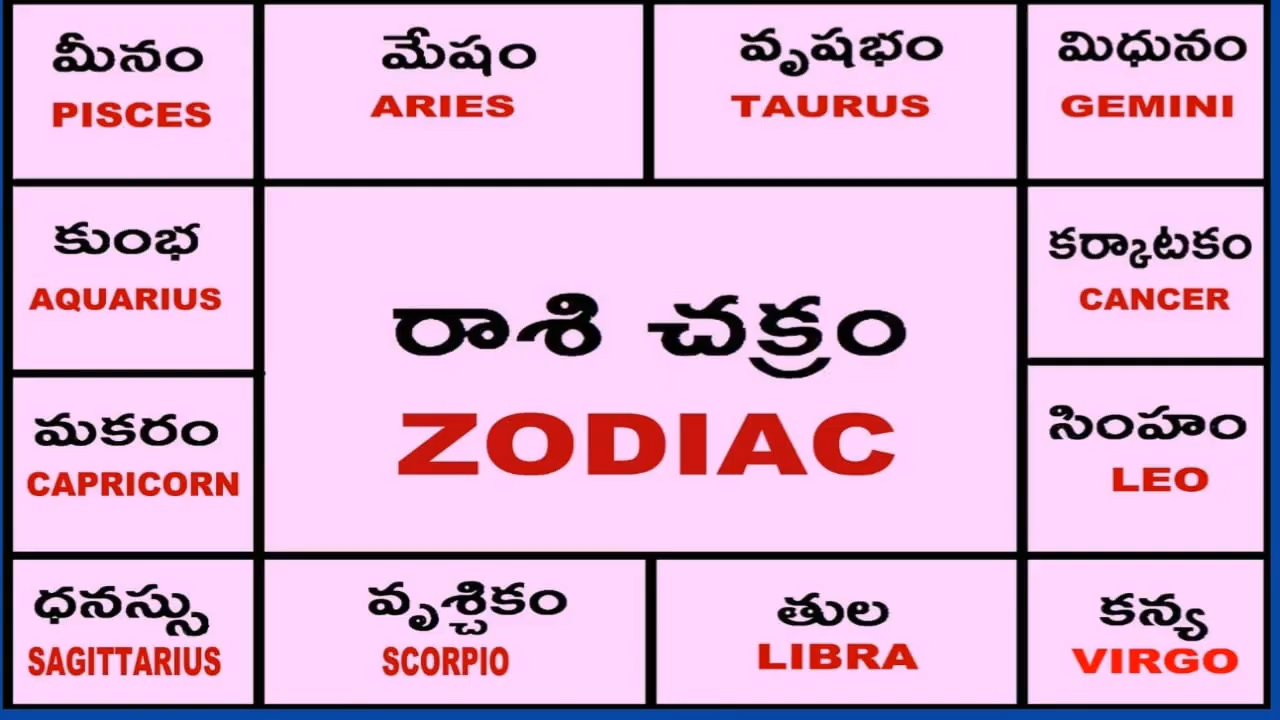 మీనం
PISCES
మేషం
ARIES
వృషభం
TAURUS
మిధునం
GEMINI
కుంభ
AQUARIUS
రాశి చక్రం
ZODIAC
కర్కాటకం
CANCER
మకరం
CAPRICORN
సింహం
LEO
ధనస్సు
SAGITTARIUS
వృశ్చికం
SCORPIO
తుల
LIBRA
కన్య
VIRGO